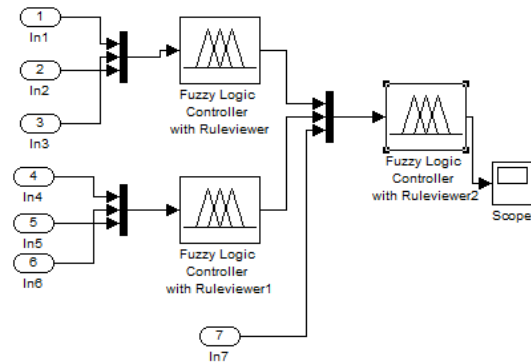 1
In1
2
In2
3
In3
Fuzzy Logic
Controller
with Ruleviewer
4
In4
5
In5
6
In6
Fuzzy Logic
Controller
with Ruleviewer1
7
In7
Fuzzy Logic
Controller
with Ruleviewer2
Scope